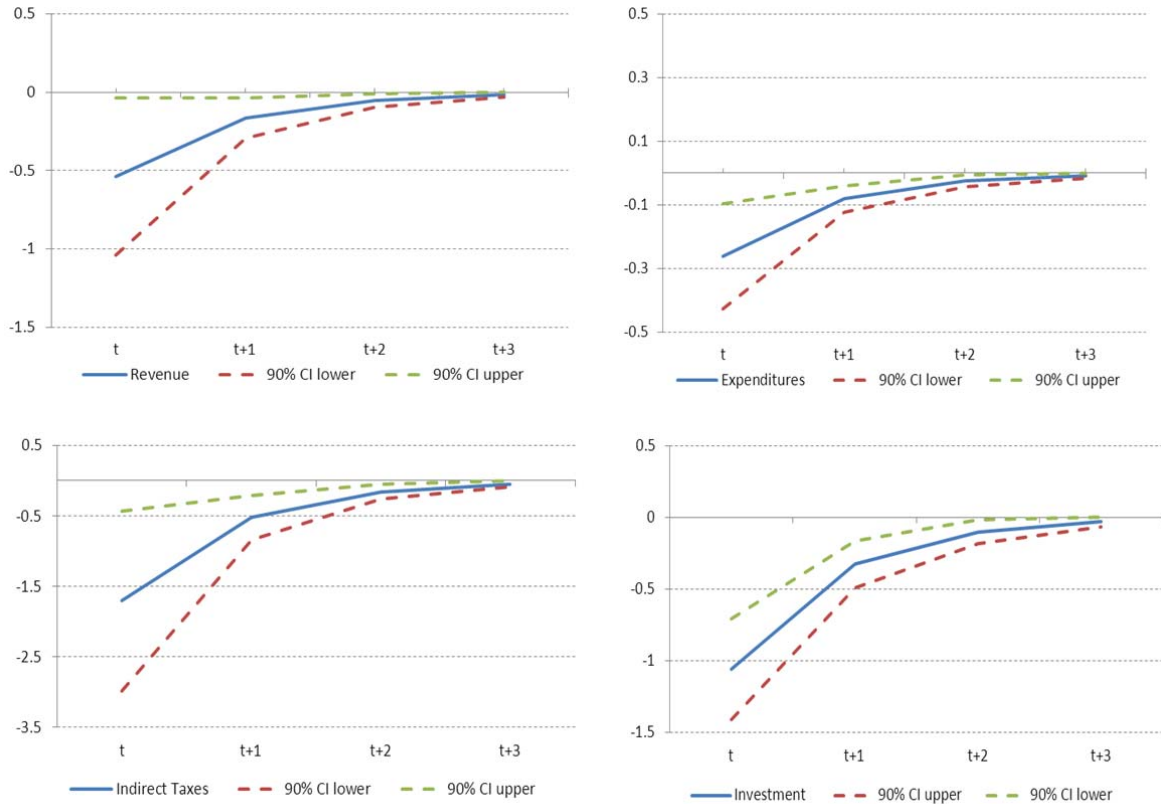 0.5
0
-0.5
-1
-1.5
t t+1 t+2 t+3
Revenue 90% CI lower 90% CI upper
0.5
0.3
0.1
-0.1
-0.3
-0.5
t t+1 t+2 t+3
Expenditures 90% CI lower 90% CI upper
0.5
-0.5
-1.5
-2.5
-3.5
t t+1 t+2 t+3
Indirect Taxes 90% CI lower 90% CI upper
0.5
0
-0.5
-1
-1.5
t t+1 t+2 t+3
Investment 90% CI upper 90% CI lower